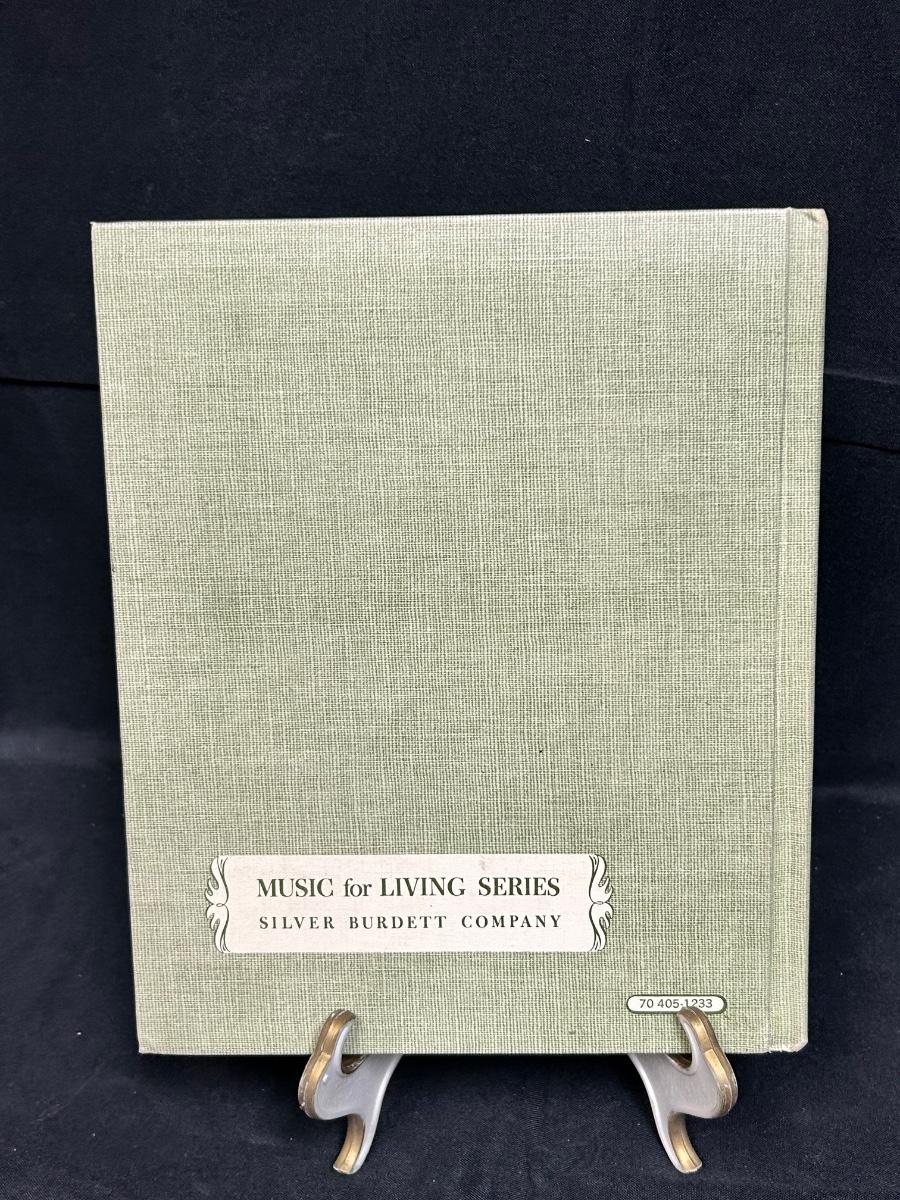 MUSIC for LIVING SERIES
SILVER BURDETT COMPANY
70 405-1233